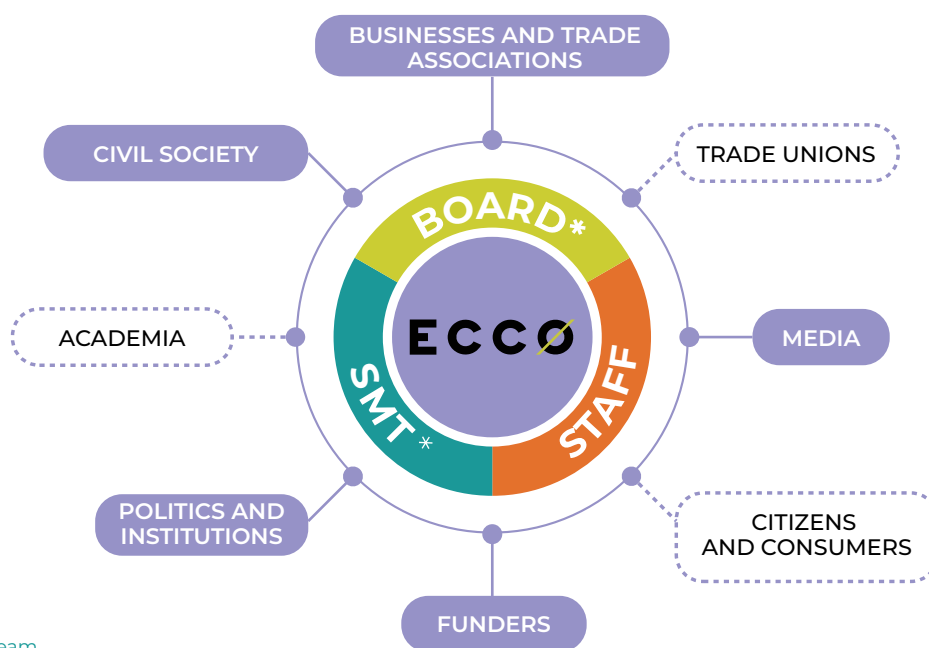 BUSINESSES AND TRADE
ASSOCIATIONS
CIVIL SOCIETY
TRADE UNIONS
BOARD*
ECCO
ACADEMIA
MEDIA
SMT*
STAFF
POLITICS AND
INSTITUTIONS
CITIZENS
AND CONSUMERS
FUNDERS